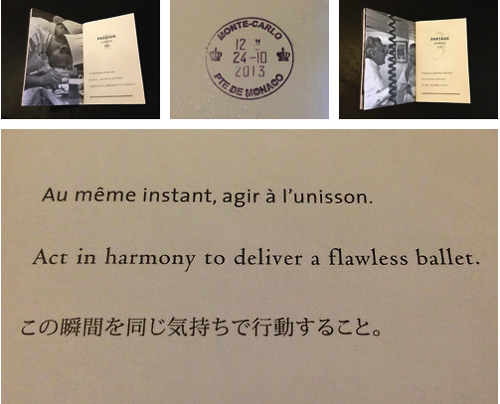 PASSION
MONTE-CARLO
12 H
24-10
2013
PTE DE MONACO
PARTAGE
Au même instant, agir à l'unisson.
Act in harmony to deliver a flawless ballet.
この瞬間を同じ気持ちで行動すること。